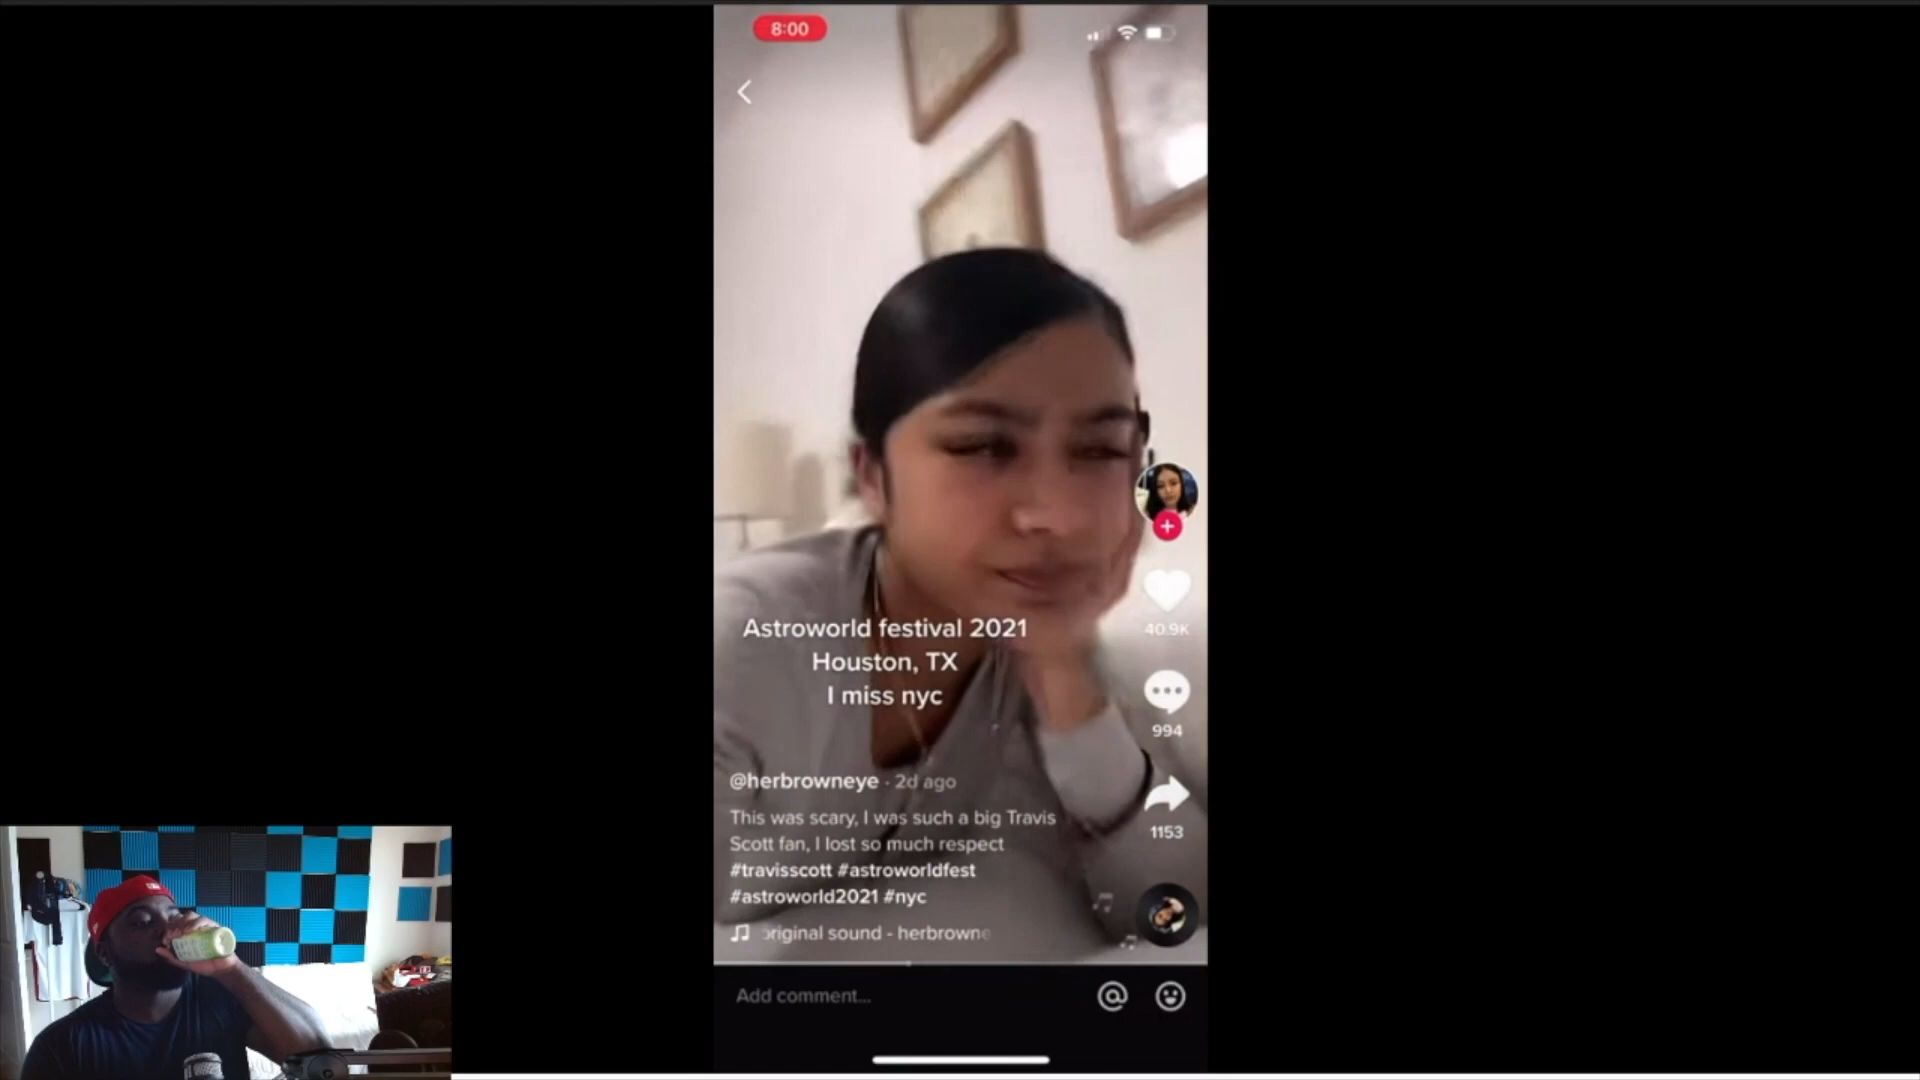 8:00
Astroworld festival 2021
Houston, TX
I miss nyc
40.9K
994
@herbrowneye · 2d ago
1153
This was scary, I was such a big Travis
Scott fan, I lost so much respect
#travisscott #astroworldfest
#astroworld2021 #nyc
original sound - herbrowne
Add comment...